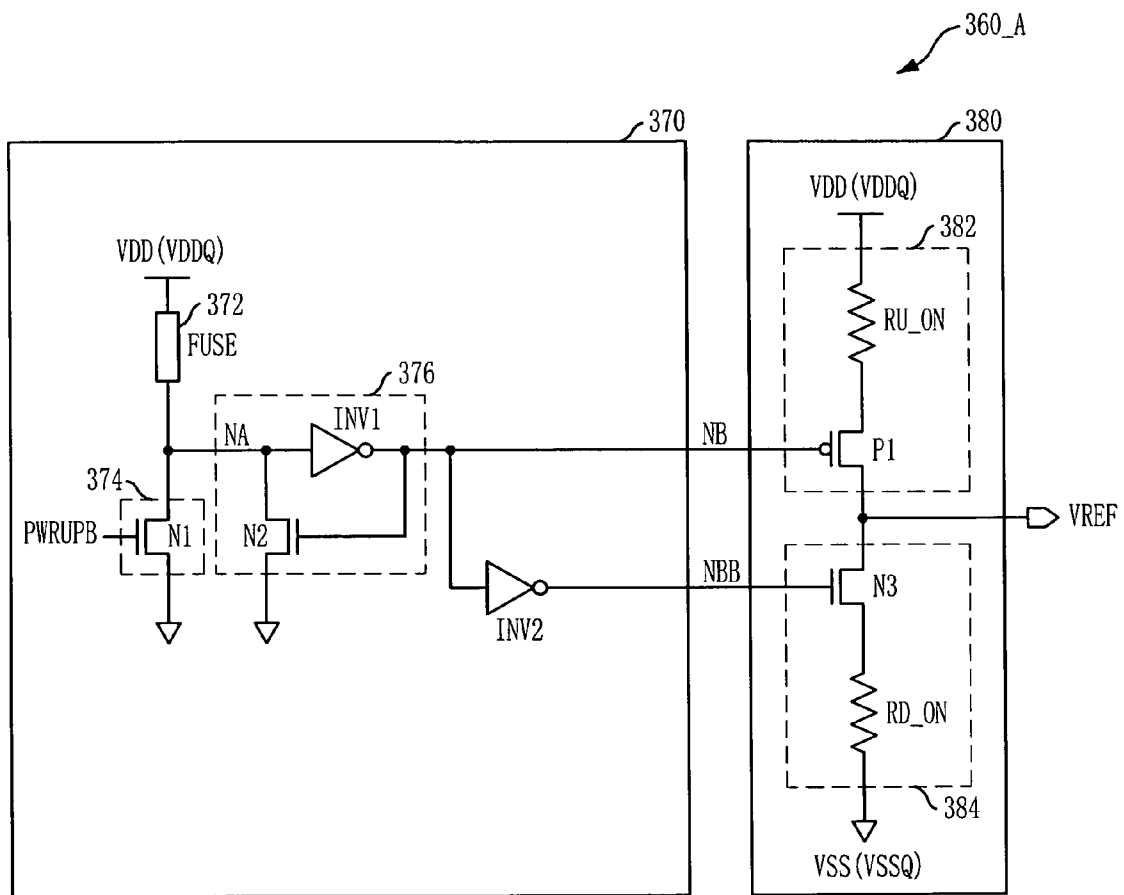 360_A
370
380
VDD(VDDQ)
382
VDD(VDDQ)
372
FUSE
RU_ON
376
INV1
NA
NB
P1
374
PWRUPB
N1
N2
VREF
NBB
N3
INV2
RD_ON
384
VSS(VSSQ)